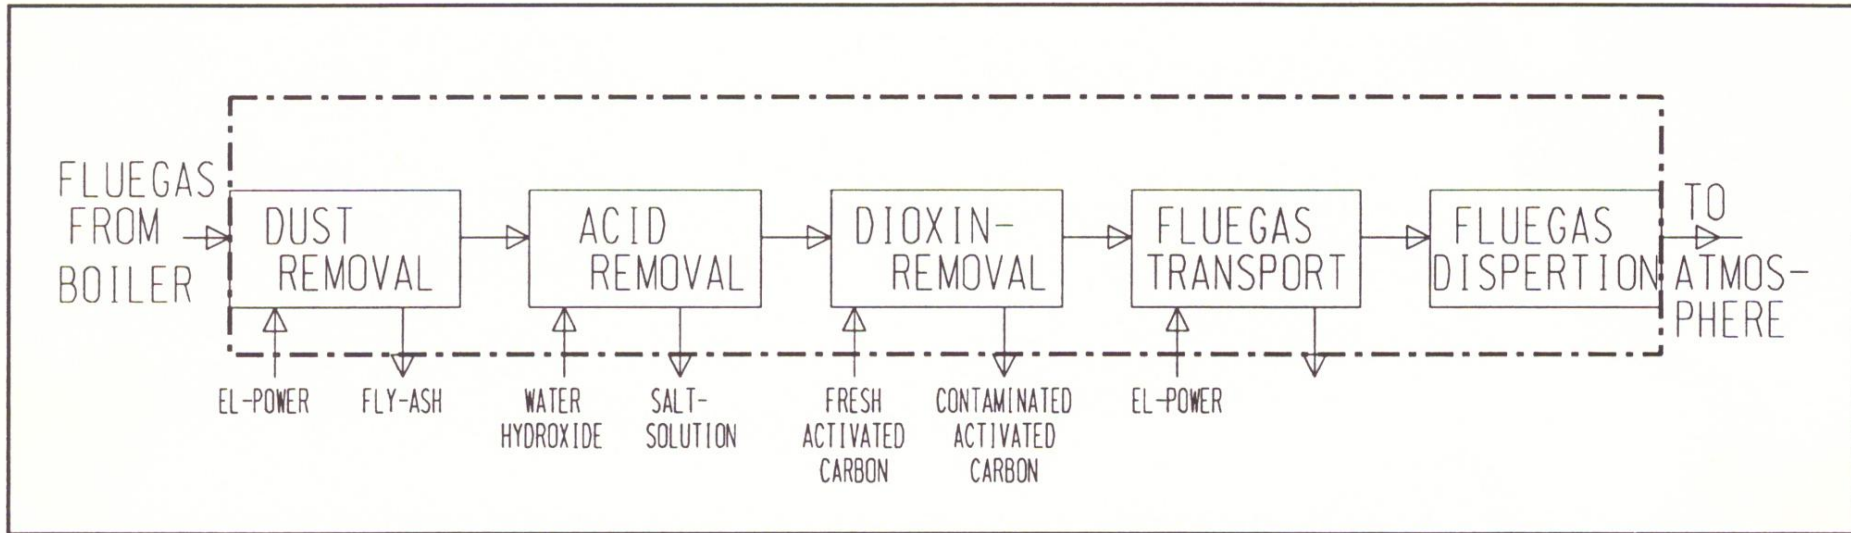 FLUEGAS
FROM
BOILER
DUST
REMOVAL
ACID
REMOVAL
DIOXIN-
REMOVAL
FLUEGAS
TRANSPORT
FLUEGAS
DISPERTION
TO
ATMOS-
PHERE
EL-POWER
FLY-ASH
WATER
HYDROXIDE
SALT-
SOLUTION
FRESH
ACTIVATED
CARBON
CONTAMINATED
ACTIVATED
CARBON
EL-POWER